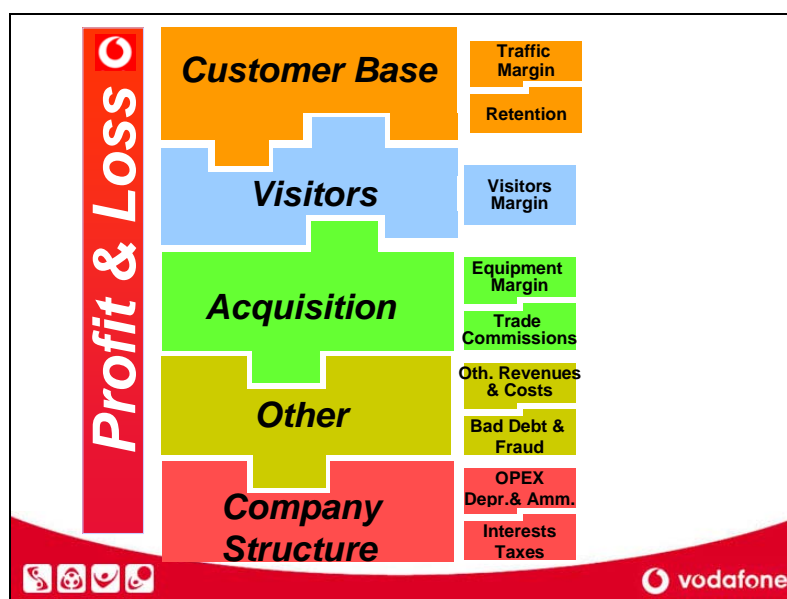 Profit & Loss
Customer Base
Traffic
Margin
Retention
Visitors
Visitors
Margin
Acquisition
Equipment
Margin
Trade
Commissions
Other
Oth. Revenues
& Costs
Bad Debt &
Fraud
Company
Structure
OPEX
Depr.& Amm.
Interests
Taxes
vodafone